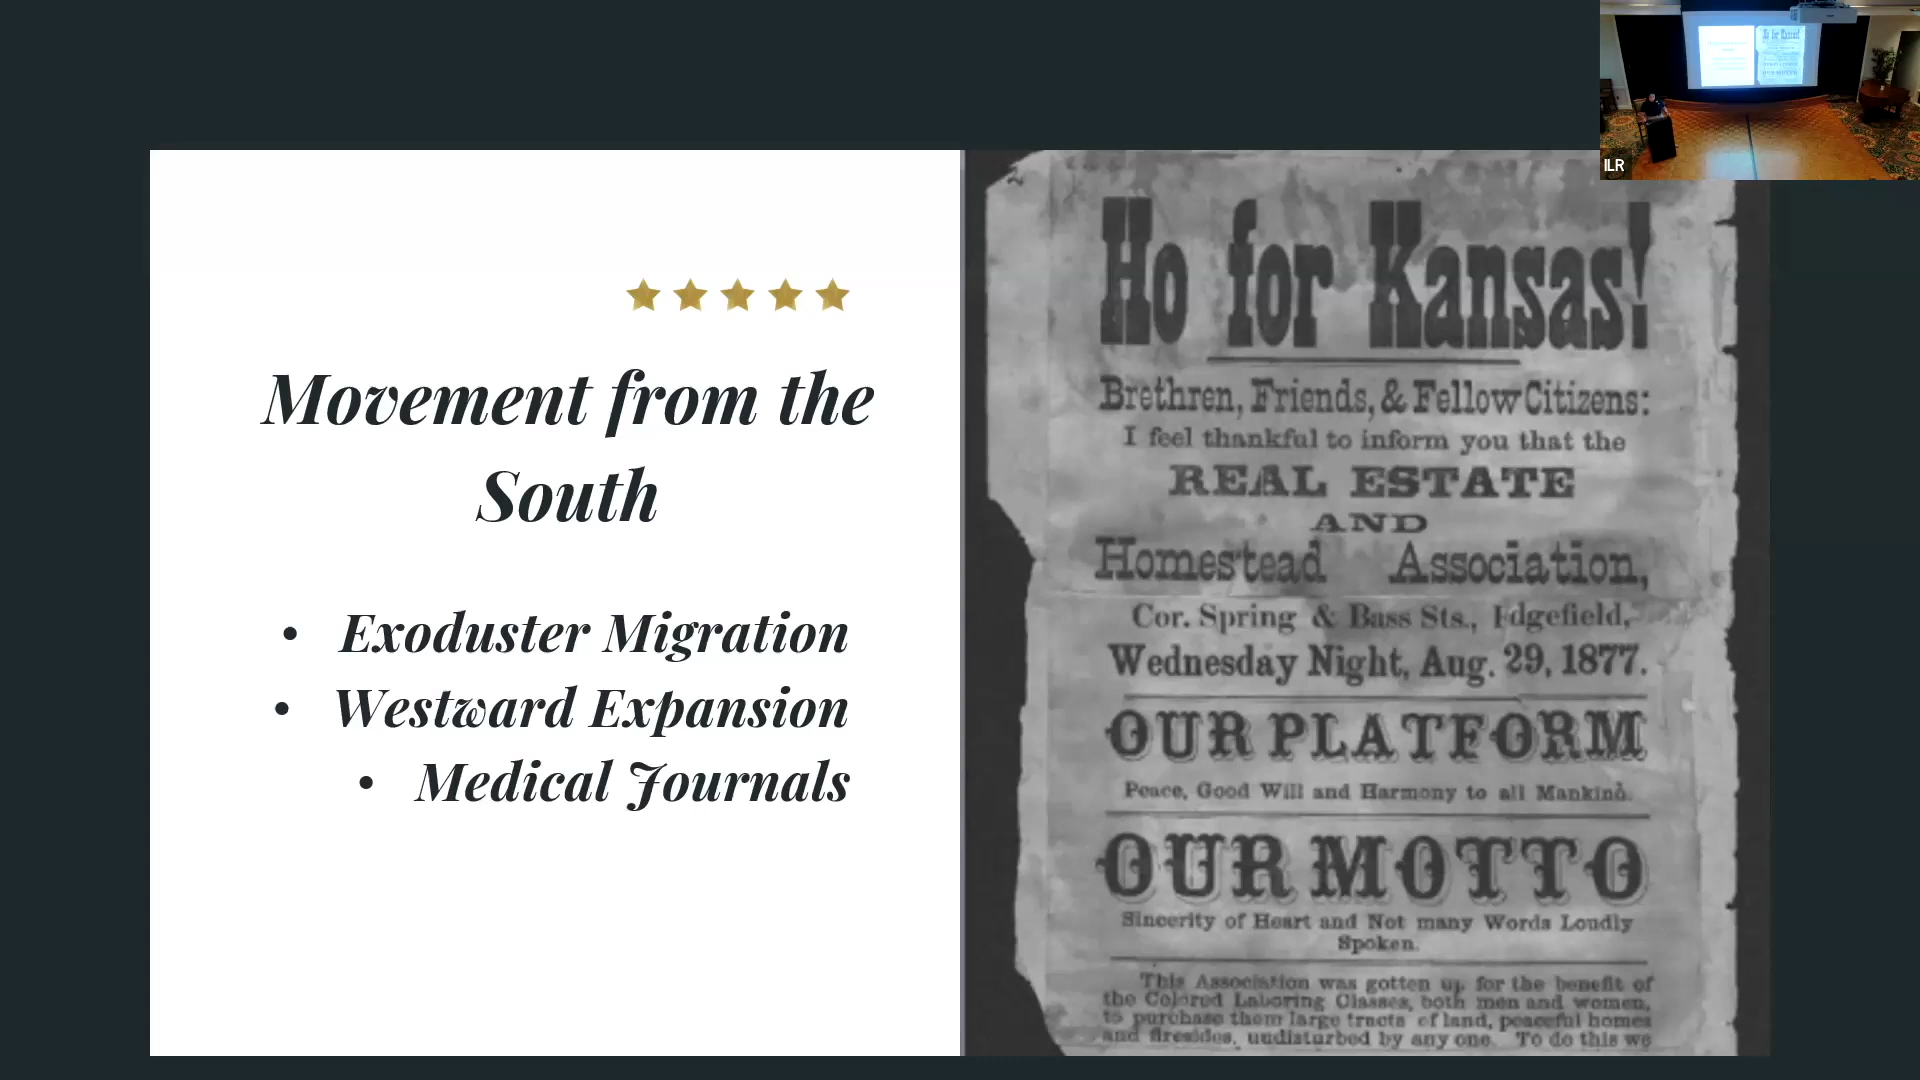 Movement from the
South
• Exoduster Migration
• Westward Expansion
• Medical Journals
Ho for Kansas!
Brethren, Friends, & Fellow Citizens:
I feel thankful to inform you that the
REAL ESTATE
AND
Homestead Association,
Cor. Spring & Bass Sts., Edgefield,
Wednesday Night, Aug. 29, 1877.
OUR PLATFORM
Peace, Good Will and Harmony to all Mankind.
OUR MOTTO
Sincerity of Heart and Not many Words Loudly
Spoken.
This Association was gotten up for the benefit of
the Colored Laboring Classes, both men and women,
to purchase them large tracts of land, peaceful homes
and firesides, undisturbed by any one. To do this we
Ho for Kansas!
ILR